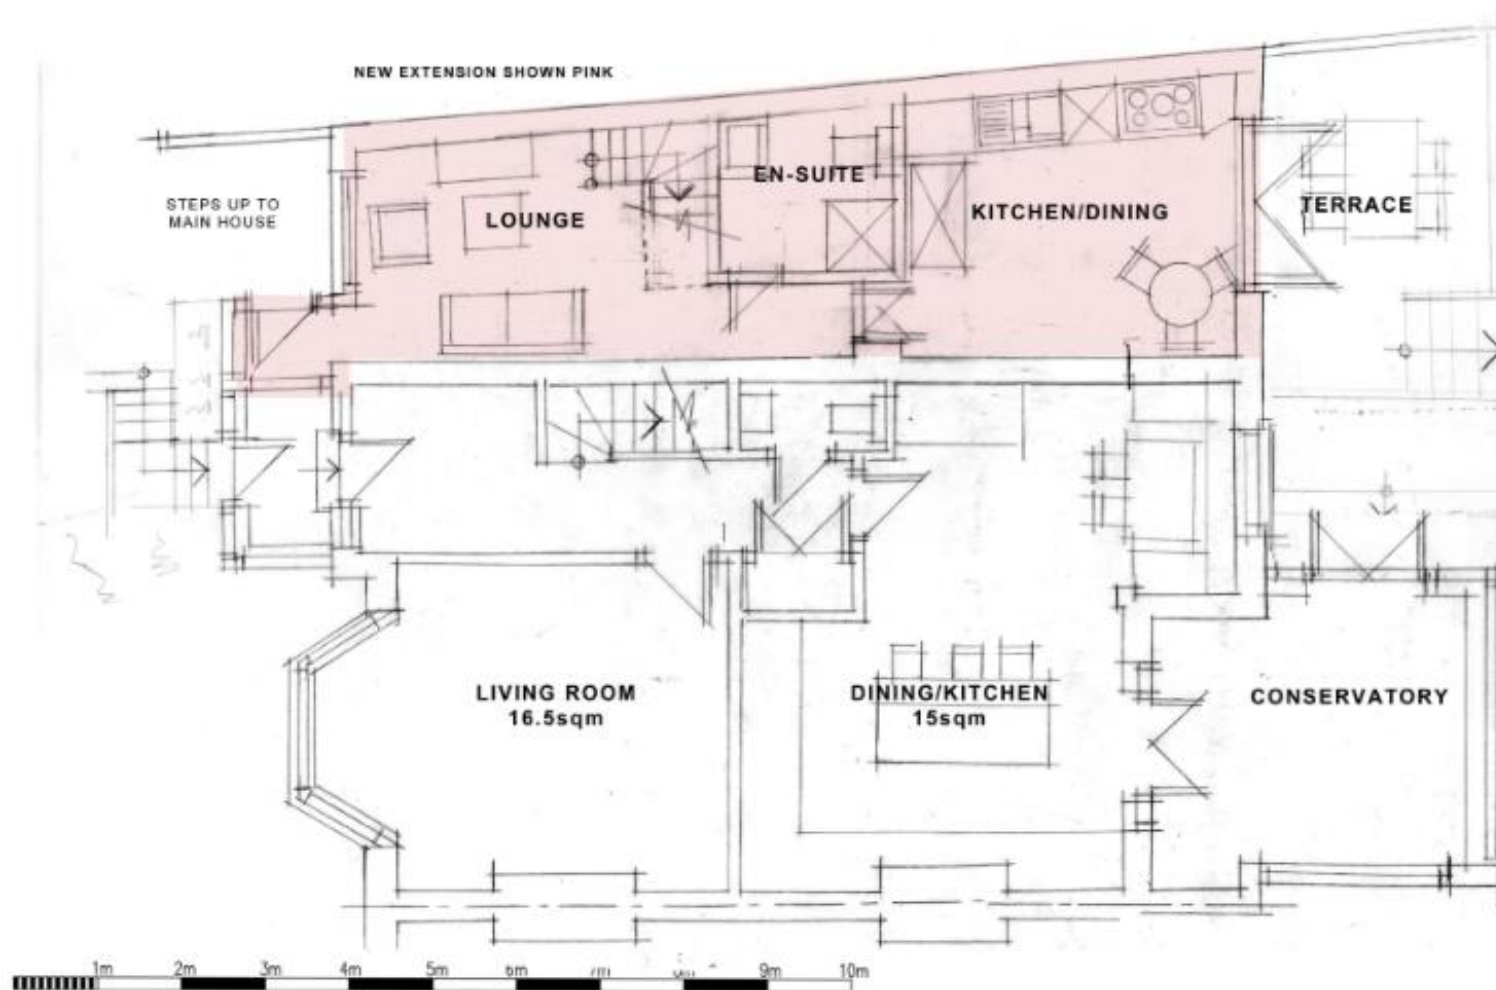 NEW EXTENSION SHOWN PINK
STEPS UP TO
MAIN HOUSE
LOUNGE
EN-SUITE
KITCHEN/DINING
TERRACE
LIVING ROOM
16.5sqm
DINING/KITCHEN
15sqm
CONSERVATORY
1m 2m 3m 4m 5m 6m 9m 10m